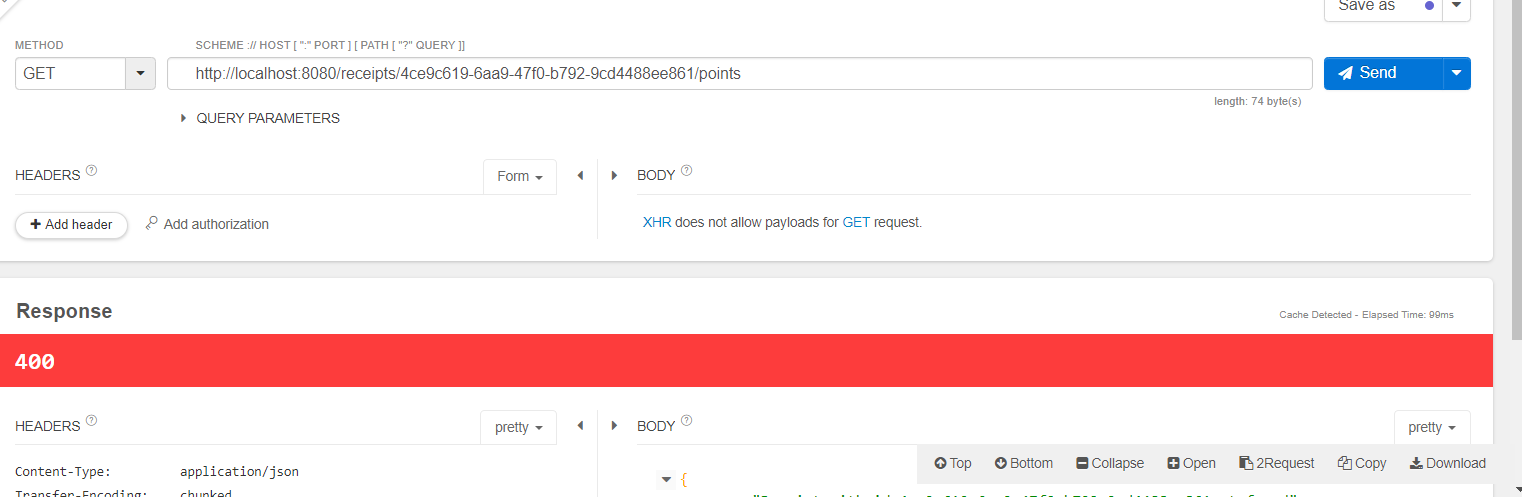 Save as
METHOD
SCHEME :// HOST [ ":" PORT ] [ PATH [ "?" QUERY ]]
GET
http://localhost:8080/receipts/4ce9c619-6aa9-47f0-b792-9cd4488ee861/points
Send
length: 74 byte(s)
QUERY PARAMETERS
HEADERS ?
Form
BODY ?
Add header
Add authorization
XHR does not allow payloads for GET request.
Response
Cache Detected - Elapsed Time: 99ms
400
HEADERS ?
pretty
BODY ?
pretty
Content-Type: application/json
Top
Bottom
Collapse
Open
2Request
Copy
Download
{
Transfer-Encoding: chunked